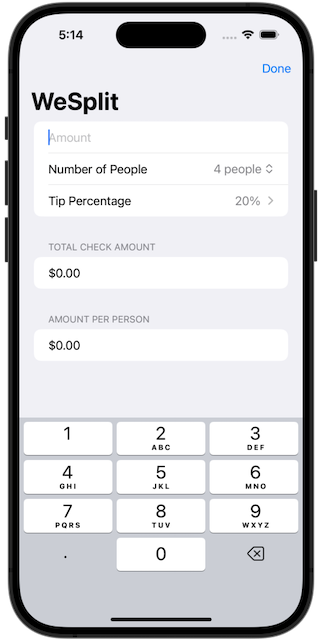 5:14
Done
WeSplit
Amount
Number of People 4 people
Tip Percentage 20%
TOTAL CHECK AMOUNT
$0.00
AMOUNT PER PERSON
$0.00
1 2 3
ABC DEF
4 5 6
GHI JKL MNO
7 8 9
PQRS TUV WXYZ
. 0